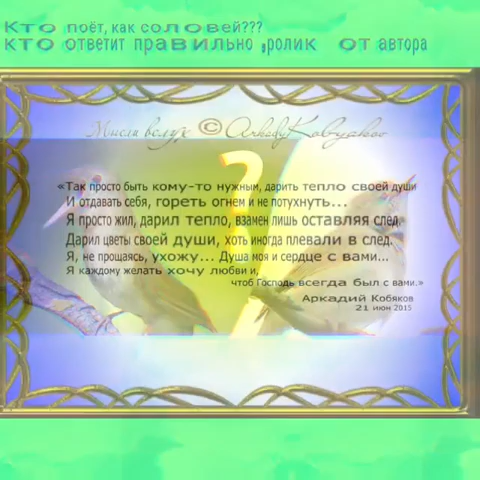 Кто поёт, как соловей???
кто ответит правильно ,ролик от автора
Мысли вслух © Arkady Kobyakov
?
«Так просто быть кому-то нужным, дарить тепло своей души
И отдавать себя, гореть огнем и не потухнуть...
Я просто жил, дарил тепло, взамен лишь оставляя след.
Дарил цветы своей души, хоть иногда плевали в след.
Я, не прощаясь, ухожу... Душа моя и сердце с вами...
Я каждому желать хочу любви и,
чтоб Господь всегда был с вами.»
Аркадий Кобяков
21 июн 2015